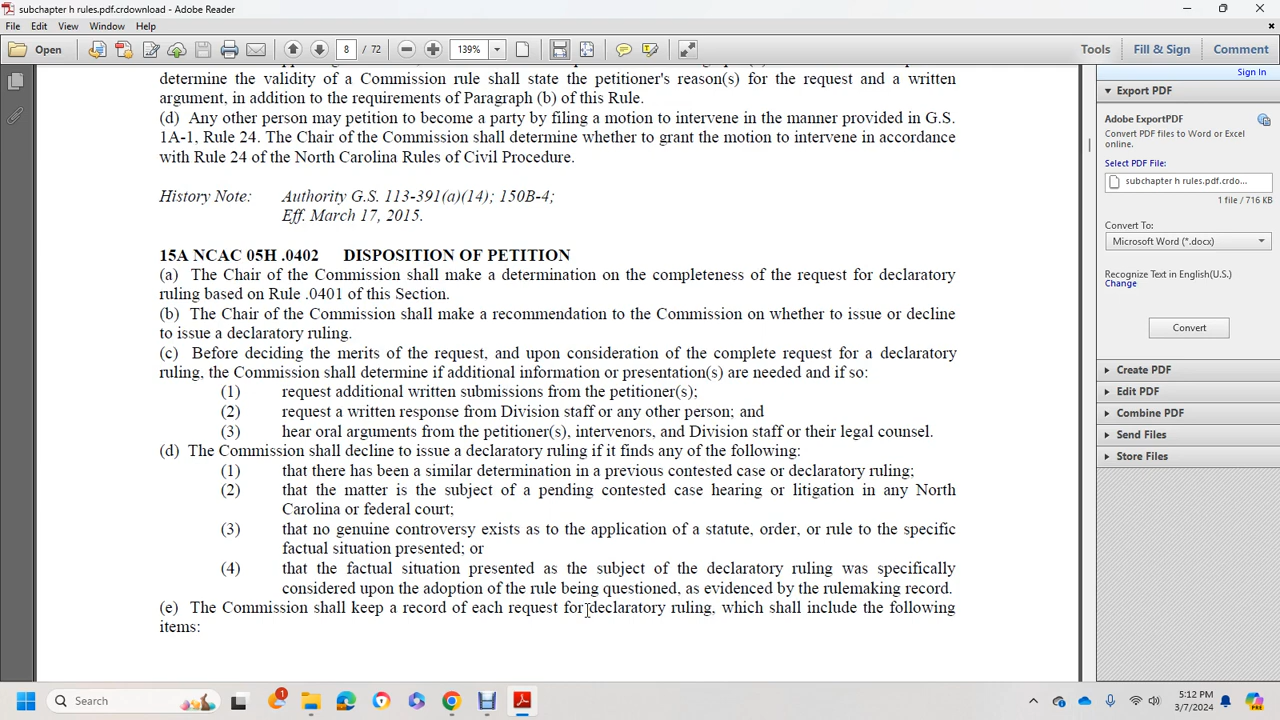 subchapter h rules.pdf.crdownload - Adobe Reader
File Edit View Window Help
Open 8 / 72 139% Tools Fill & Sign Comment
Sign In
determine the validity of a Commission rule shall state the petitioner's reason(s) for the request and a written
argument, in addition to the requirements of Paragraph (b) of this Rule.
(d) Any other person may petition to become a party by filing a motion to intervene in the manner provided in G.S.
1A-1, Rule 24. The Chair of the Commission shall determine whether to grant the motion to intervene in accordance
with Rule 24 of the North Carolina Rules of Civil Procedure.
History Note: Authority G.S. 113-391(a)(14); 150B-4;
Eff. March 17, 2015.
15A NCAC 05H .0402 DISPOSITION OF PETITION
(a) The Chair of the Commission shall make a determination on the completeness of the request for declaratory
ruling based on Rule .0401 of this Section.
(b) The Chair of the Commission shall make a recommendation to the Commission on whether to issue or decline
to issue a declaratory ruling.
(c) Before deciding the merits of the request, and upon consideration of the complete request for a declaratory
ruling, the Commission shall determine if additional information or presentation(s) are needed and if so:
(1) request additional written submissions from the petitioner(s);
(2) request a written response from Division staff or any other person; and
(3) hear oral arguments from the petitioner(s), intervenors, and Division staff or their legal counsel.
(d) The Commission shall decline to issue a declaratory ruling if it finds any of the following:
(1) that there has been a similar determination in a previous contested case or declaratory ruling;
(2) that the matter is the subject of a pending contested case hearing or litigation in any North
Carolina or federal court;
(3) that no genuine controversy exists as to the application of a statute, order, or rule to the specific
factual situation presented; or
(4) that the factual situation presented as the subject of the declaratory ruling was specifically
considered upon the adoption of the rule being questioned, as evidenced by the rulemaking record.
(e) The Commission shall keep a record of each request for declaratory ruling, which shall include the following
items:
Export PDF
Adobe ExportPDF
Convert PDF files to Word or Excel
online.
Select PDF File:
subchapter h rules.pdf.crdo...
1 file / 716 KB
Convert To:
Microsoft Word (*.docx)
Recognize Text in English(U.S.)
Change
Convert
Create PDF
Edit PDF
Combine PDF
Send Files
Store Files
Search
1
5:12 PM
3/7/2024